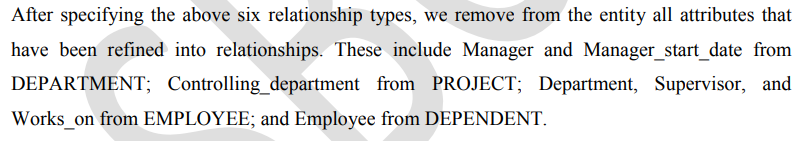 After specifying the above six relationship types, we remove from the entity all attributes that
have been refined into relationships. These include Manager and Manager_start_date from
DEPARTMENT; Controlling_department from PROJECT; Department, Supervisor, and
Works_on from EMPLOYEE; and Employee from DEPENDENT.